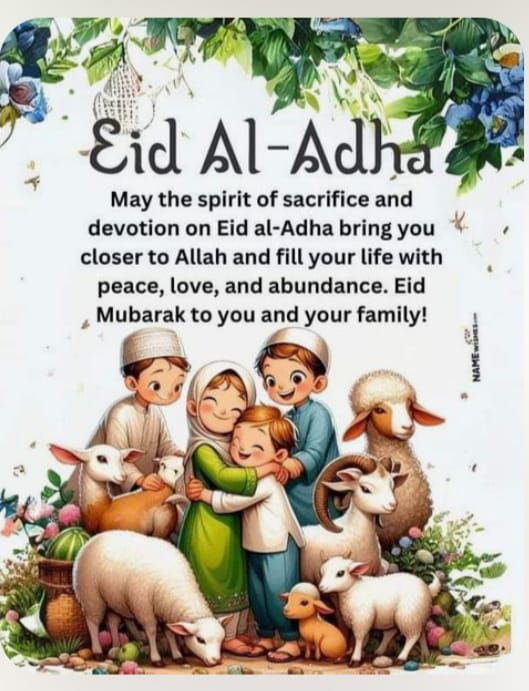 Eid Al-Adha
May the spirit of sacrifice and
devotion on Eid al-Adha bring you
closer to Allah and fill your life with
peace, love, and abundance. Eid
Mubarak to you and your family!
NAMEwishes.com